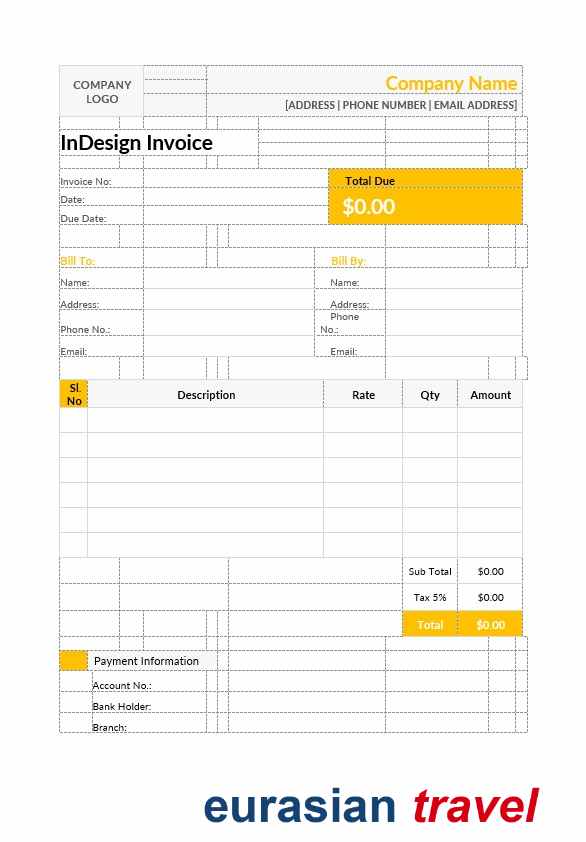 COMPANY
LOGO
Company Name
[ADDRESS | PHONE NUMBER | EMAIL ADDRESS]
InDesign Invoice
Invoice No:
Total Due
Date:
$0.00
Due Date:
Bill To:
Bill By:
Name:
Name:
Address:
Address:
Phone No.:
Phone
No.:
Email:
Email:
Sl.
No
Description
Rate
Qty
Amount
Sub Total
$0.00
Tax 5%
$0.00
Total
$0.00
Payment Information
Account No.:
Bank Holder:
Branch:
eurasian travel